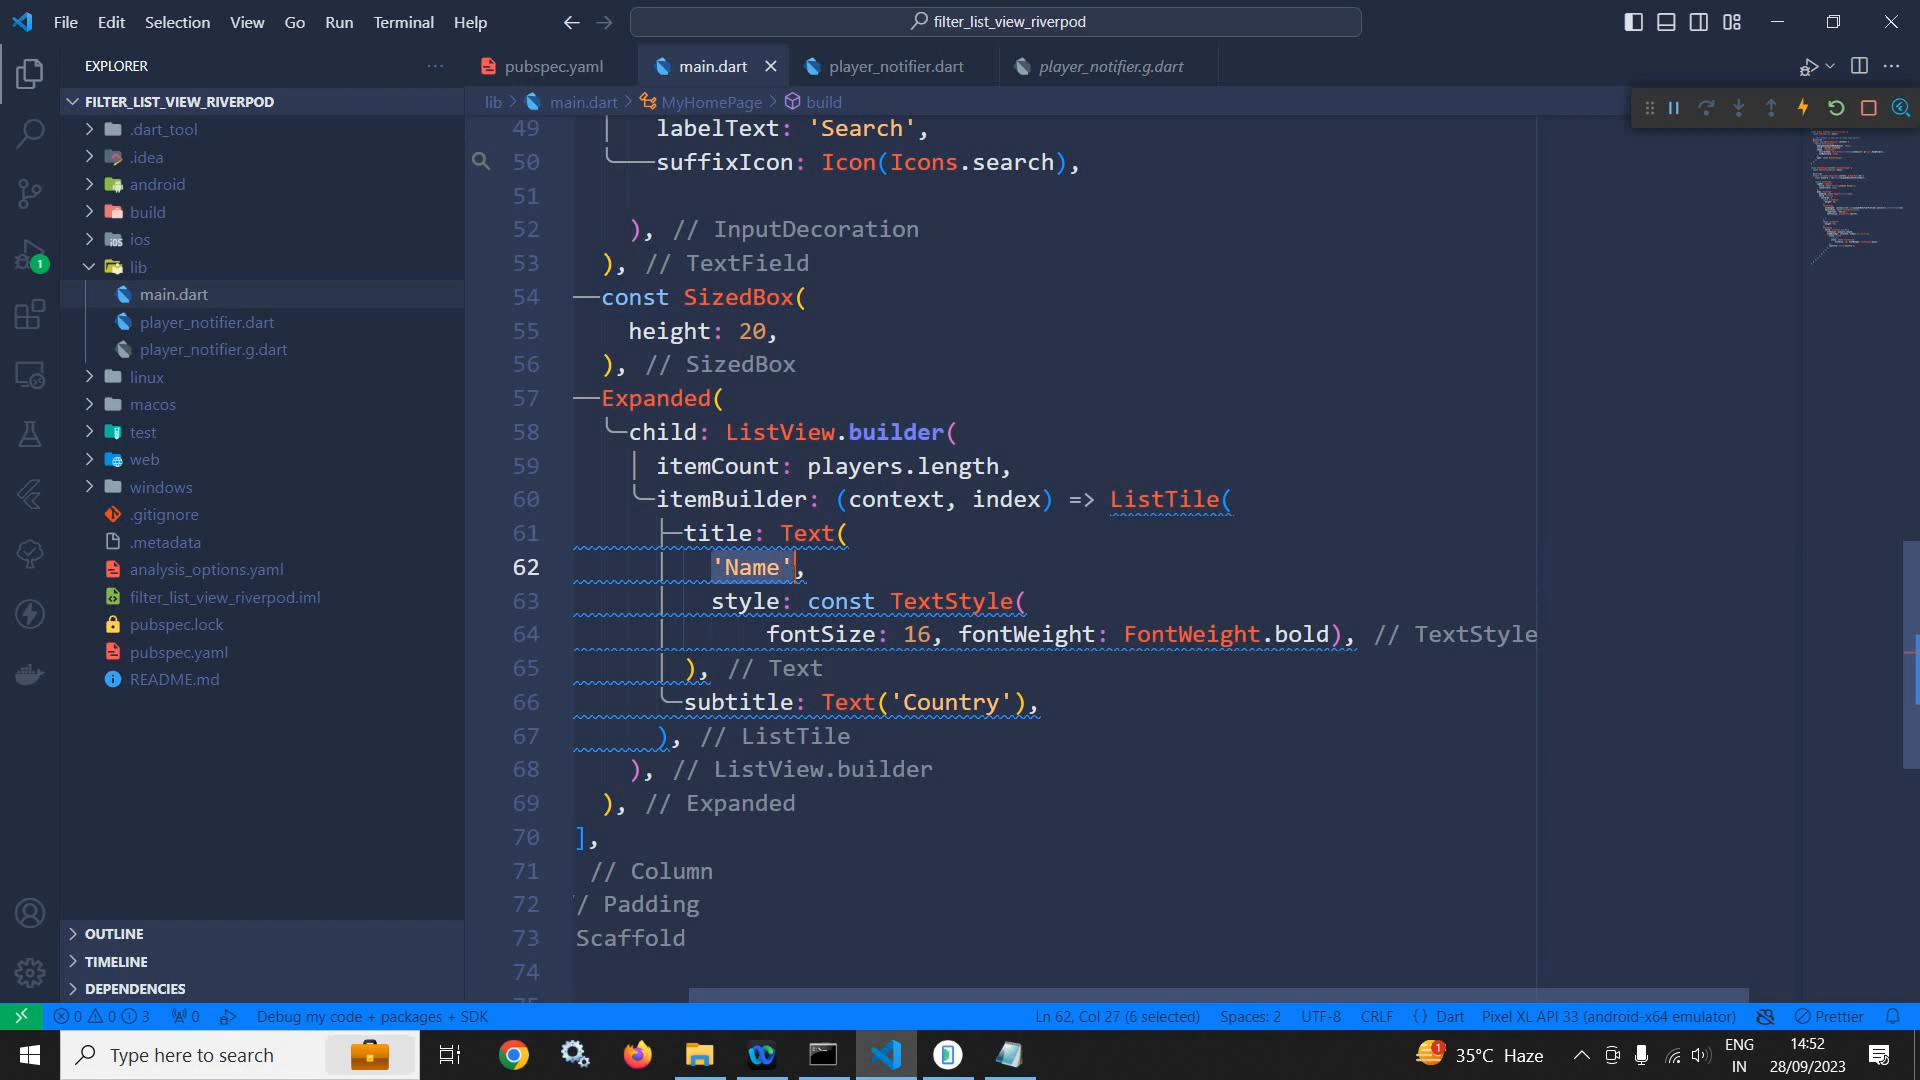 File Edit Selection View Go Run Terminal Help
filter_list_view_riverpod
EXPLORER
pubspec.yaml
main.dart
player_notifier.dart
player_notifier.g.dart
FILTER_LIST_VIEW_RIVERPOD
.dart_tool
.idea
android
build
ios
lib
main.dart
player_notifier.dart
player_notifier.g.dart
linux
macos
test
web
windows
.gitignore
.metadata
analysis_options.yaml
filter_list_view_riverpod.iml
pubspec.lock
pubspec.yaml
README.md
OUTLINE
TIMELINE
DEPENDENCIES
1
lib > main.dart > MyHomePage > build
49 labelText: 'Search',
50 suffixIcon: Icon(Icons.search),
51
52 ), // InputDecoration
53 ), // TextField
54 const SizedBox(
55 height: 20,
56 ), // SizedBox
57 Expanded(
58 child: ListView.builder(
59 itemCount: players.length,
60 itemBuilder: (context, index) => ListTile(
61 title: Text(
62 'Name',
63 style: const TextStyle(
64 fontSize: 16, fontWeight: FontWeight.bold), // TextStyle
65 ), // Text
66 subtitle: Text('Country'),
67 ), // ListTile
68 ), // ListView.builder
69 ), // Expanded
70 ],
71 // Column
72 // Padding
73 Scaffold
74
0 0 3 0 Debug my code + packages + SDK
Ln 62, Col 27 (6 selected) Spaces: 2 UTF-8 CRLF {} Dart Pixel XL API 33 (android-x64 emulator) Prettier
Type here to search
1
35°C Haze
ENG
IN
14:52
28/09/2023